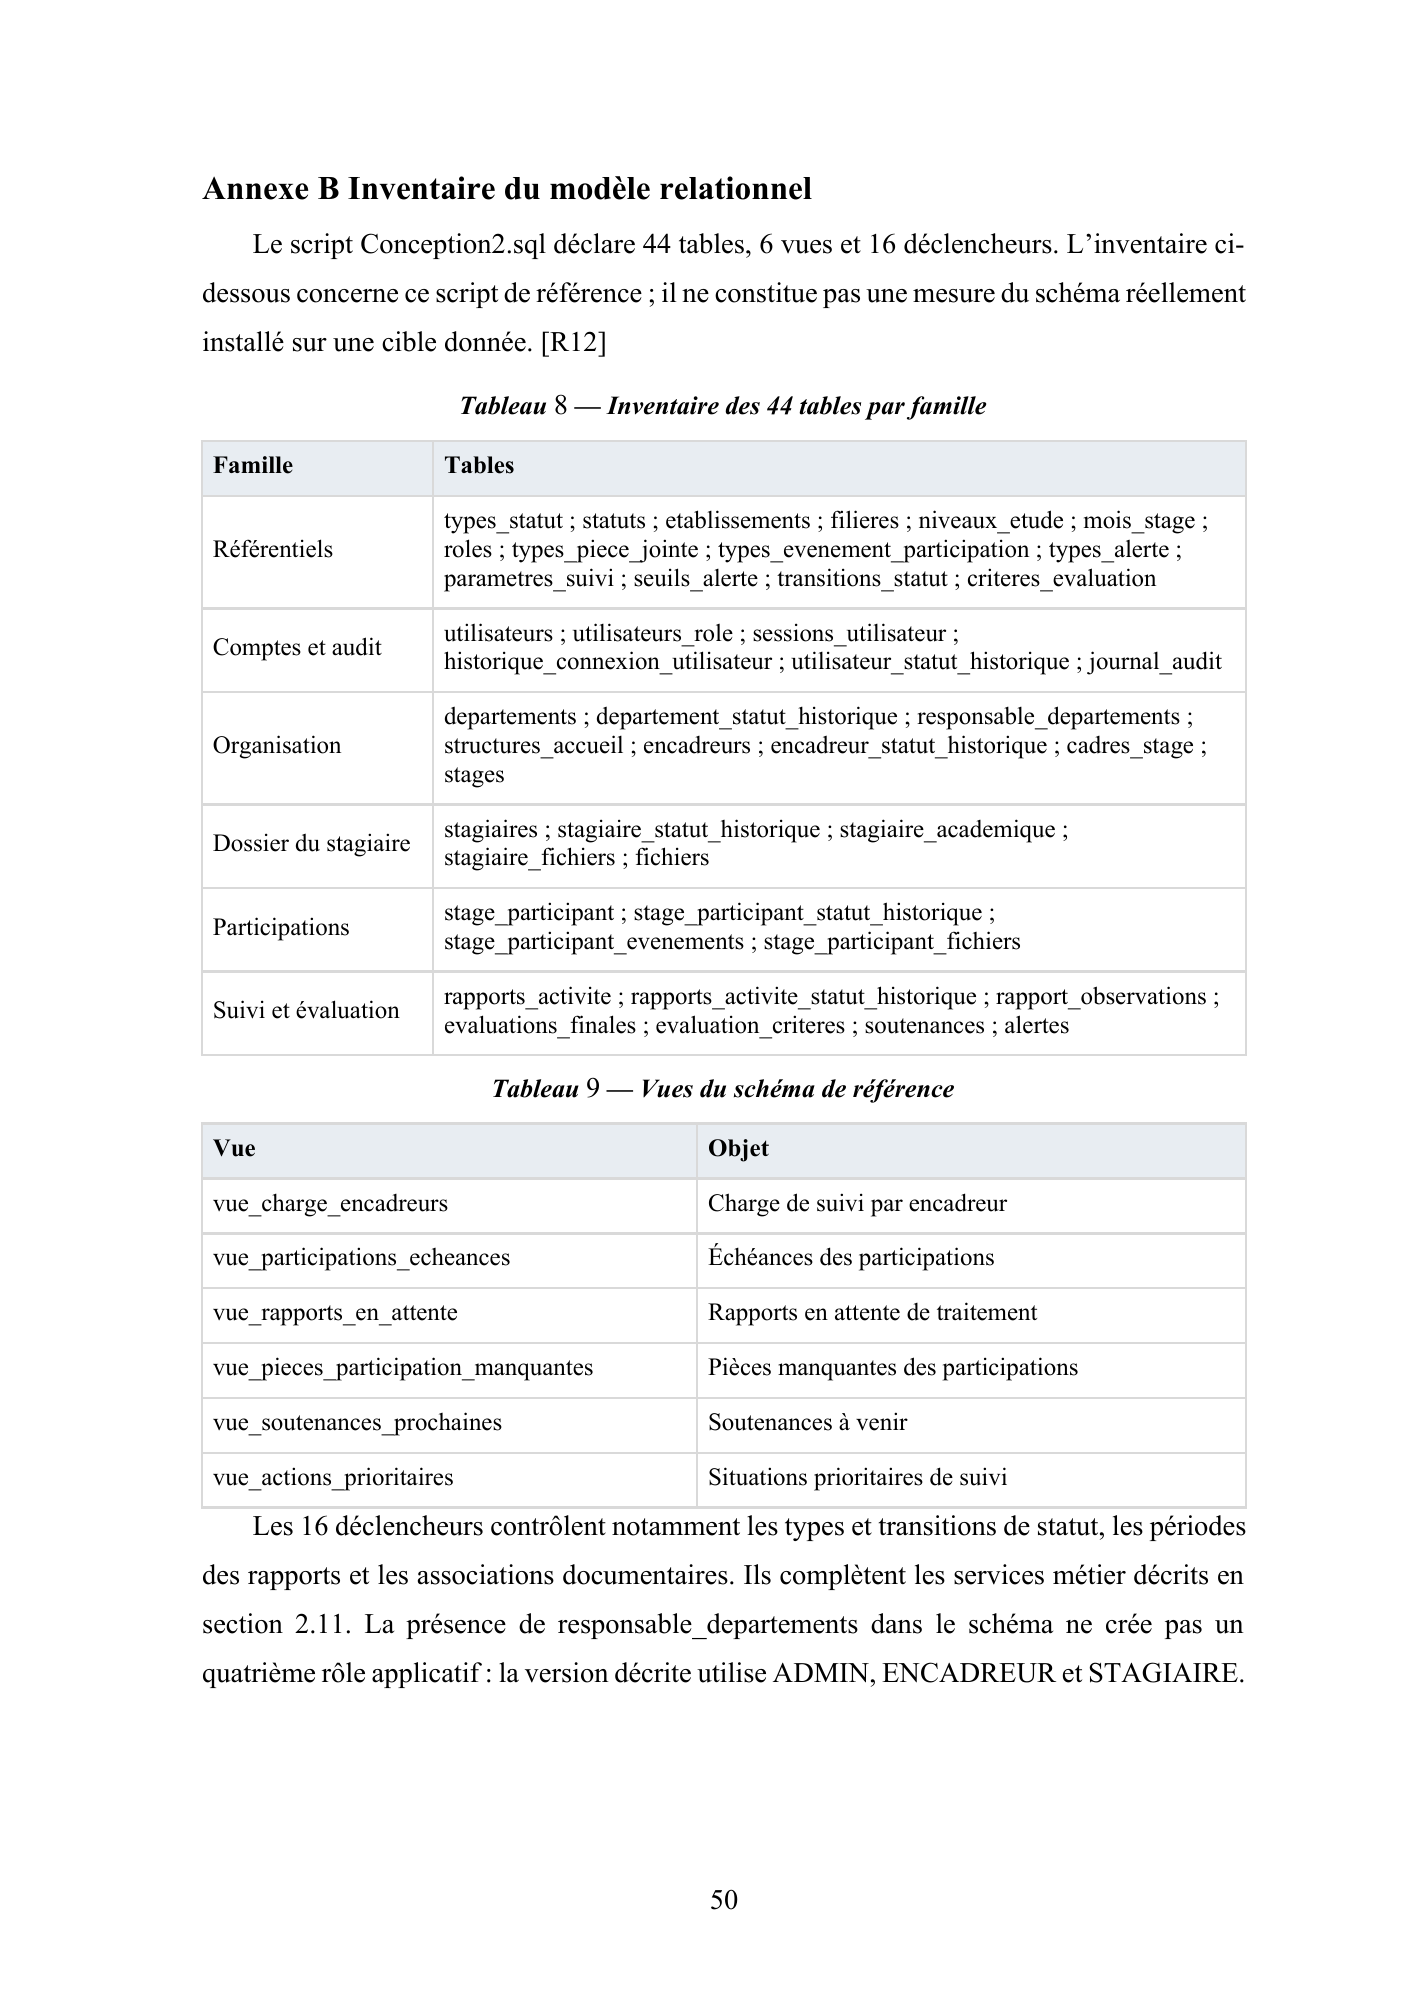 Annexe B Inventaire du modèle relationnel
Le script Conception2.sql déclare 44 tables, 6 vues et 16 déclencheurs. L’inventaire ci-
dessous concerne ce script de référence ; il ne constitue pas une mesure du schéma réellement
installé sur une cible donnée. [R12]
Tableau 8 — Inventaire des 44 tables par famille
Famille Tables
types_statut ; statuts ; etablissements ; filieres ; niveaux_etude ; mois_stage ;
Référentiels roles ; types_piece_jointe ; types_evenement_participation ; types_alerte ;
parametres_suivi ; seuils_alerte ; transitions_statut ; criteres_evaluation
Comptes et audit utilisateurs ; utilisateurs_role ; sessions_utilisateur ;
historique_connexion_utilisateur ; utilisateur_statut_historique ; journal_audit
departements ; departement_statut_historique ; responsable_departements ;
Organisation structures_accueil ; encadreurs ; encadreur_statut_historique ; cadres_stage ;
stages
Dossier du stagiaire stagiaires ; stagiaire_statut_historique ; stagiaire_academique ;
stagiaire_fichiers ; fichiers
Participations stage_participant ; stage_participant_statut_historique ;
stage_participant_evenements ; stage_participant_fichiers
Suivi et évaluation rapports_activite ; rapports_activite_statut_historique ; rapport_observations ;
evaluations_finales ; evaluation_criteres ; soutenances ; alertes
Tableau 9 — Vues du schéma de référence
Vue Objet
vue_charge_encadreurs Charge de suivi par encadreur
vue_participations_echeances Échéances des participations
vue_rapports_en_attente Rapports en attente de traitement
vue_pieces_participation_manquantes Pièces manquantes des participations
vue_soutenances_prochaines Soutenances à venir
vue_actions_prioritaires Situations prioritaires de suivi
Les 16 déclencheurs contrôlent notamment les types et transitions de statut, les périodes
des rapports et les associations documentaires. Ils complètent les services métier décrits en
section 2.11. La présence de responsable_departements dans le schéma ne crée pas un
quatrième rôle applicatif : la version décrite utilise ADMIN, ENCADREUR et STAGIAIRE.
50